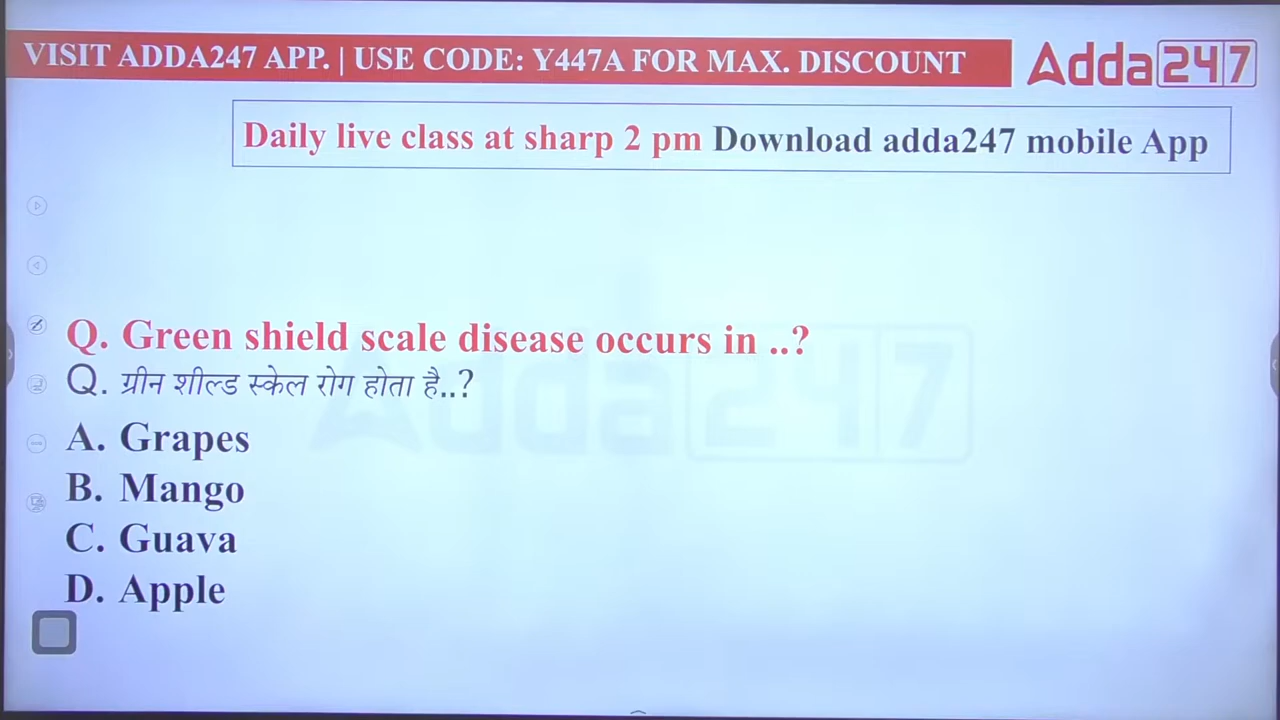 VISIT ADDA247 APP. | USE CODE: Y447A FOR MAX. DISCOUNT
Adda247
Daily live class at sharp 2 pm Download adda247 mobile App
Q. Green shield scale disease occurs in ..?
Q. ग्रीन शील्ड स्केल रोग होता है..?
Adda247
A. Grapes
B. Mango
C. Guava
D. Apple